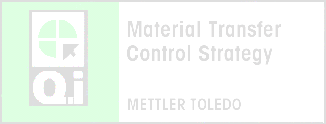 Q.i
Material Transfer
Control Strategy
METTLER TOLEDO